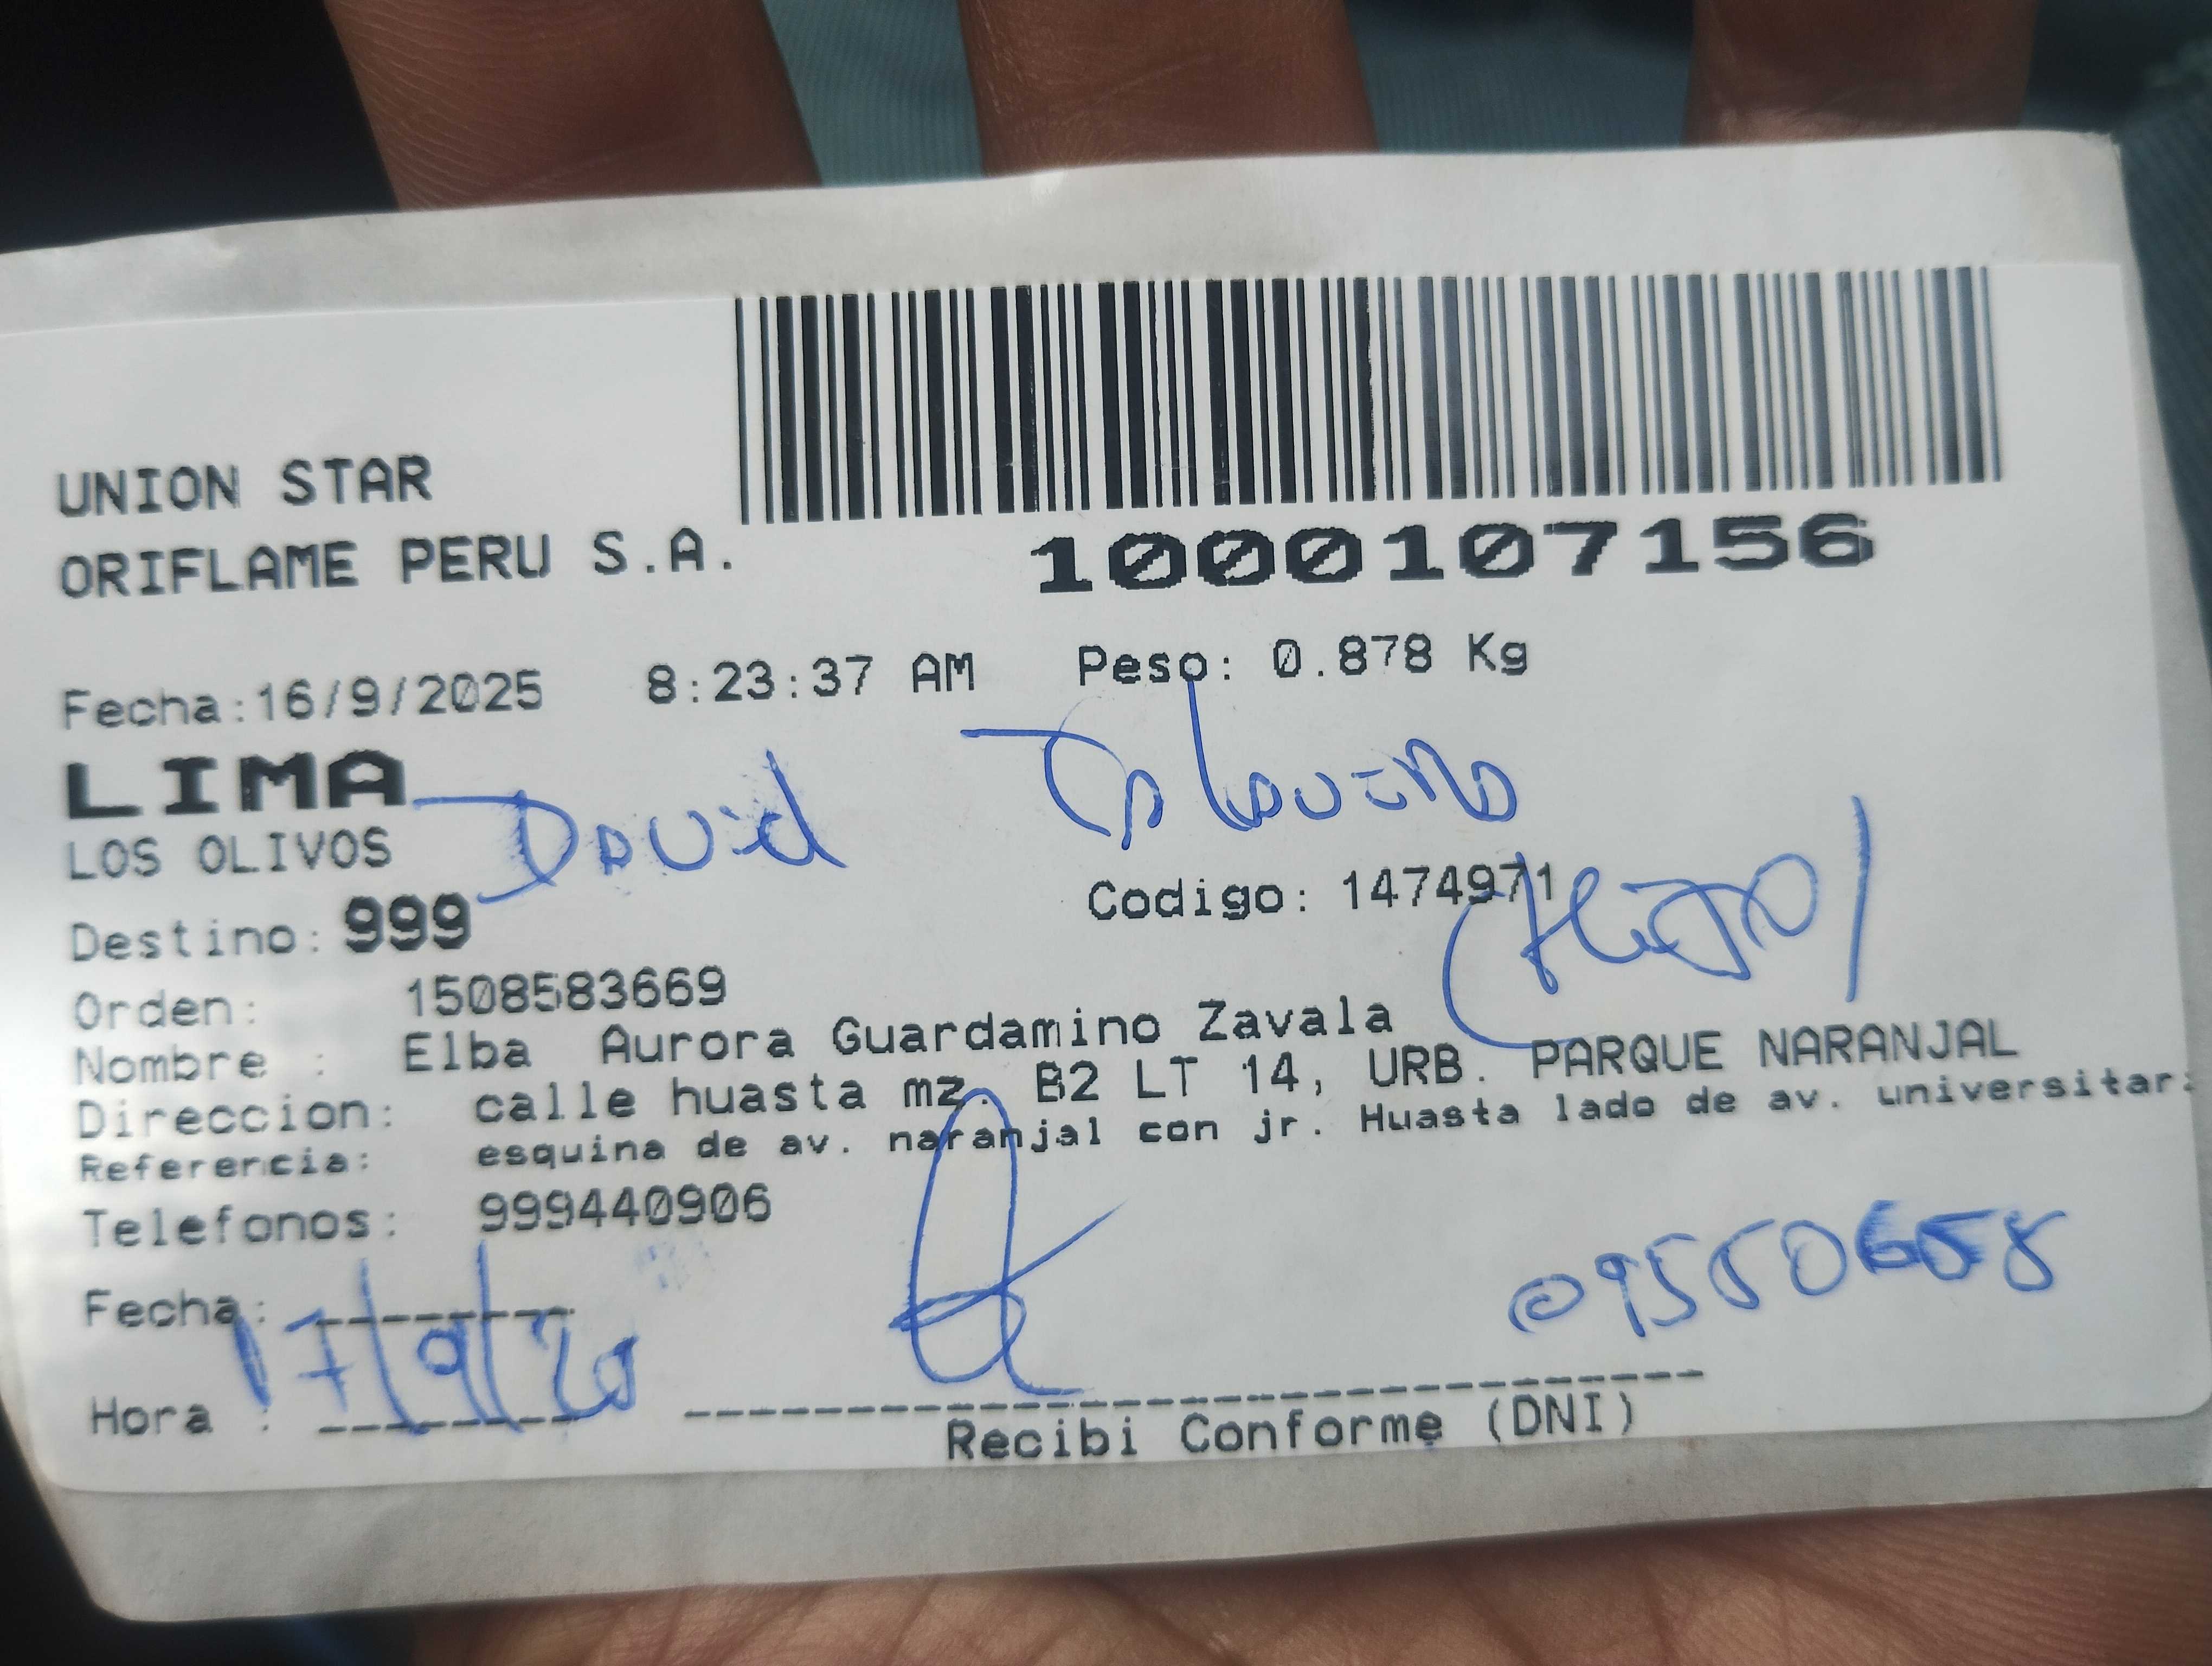 UNION STAR
ORIFLAME PERU S.A.
1000107156
Fecha:16/9/2025 8:23:37 AM Peso: 0.878 Kg
LIMA
David
LOS OLIVOS
Codigo: 1474971
Destino: 999
Orden: 1508583669
Nombre : Elba Aurora Guardamino Zavala
Direccion: calle huasta mz. B2 LT 14, URB. PARQUE NARANJAL
Referencia: esquina de av. naranjal con jr. Huasta lado de av. universitar
Telefonos: 999440906
Fecha:
17/9/20
Hora :
Recibi Conforme (DNI)